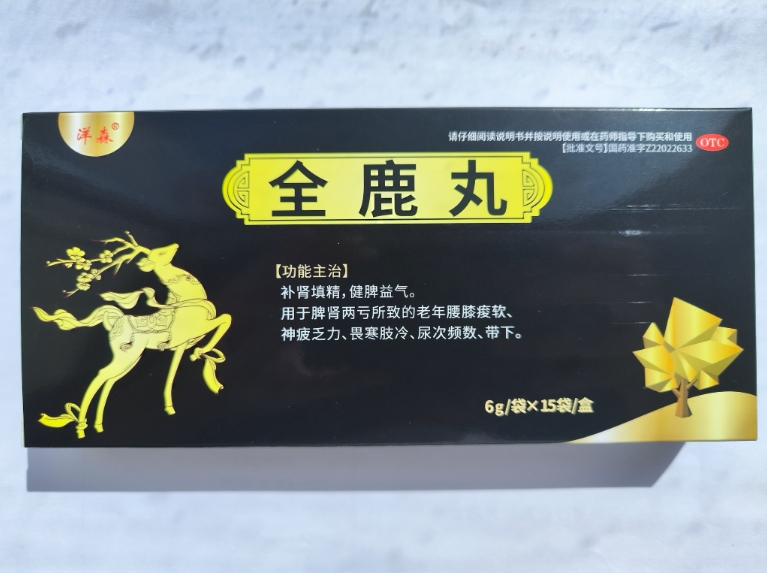 洋森®
请仔细阅读说明书并按说明使用或在药师指导下购买和使用
【批准文号】国药准字Z22022633
OTC
全鹿丸
【功能主治】
补肾填精,健脾益气。
用于脾肾两亏所致的老年腰膝痠软、
神疲乏力、畏寒肢冷、尿次频数、带下。
6g/袋×15袋/盒